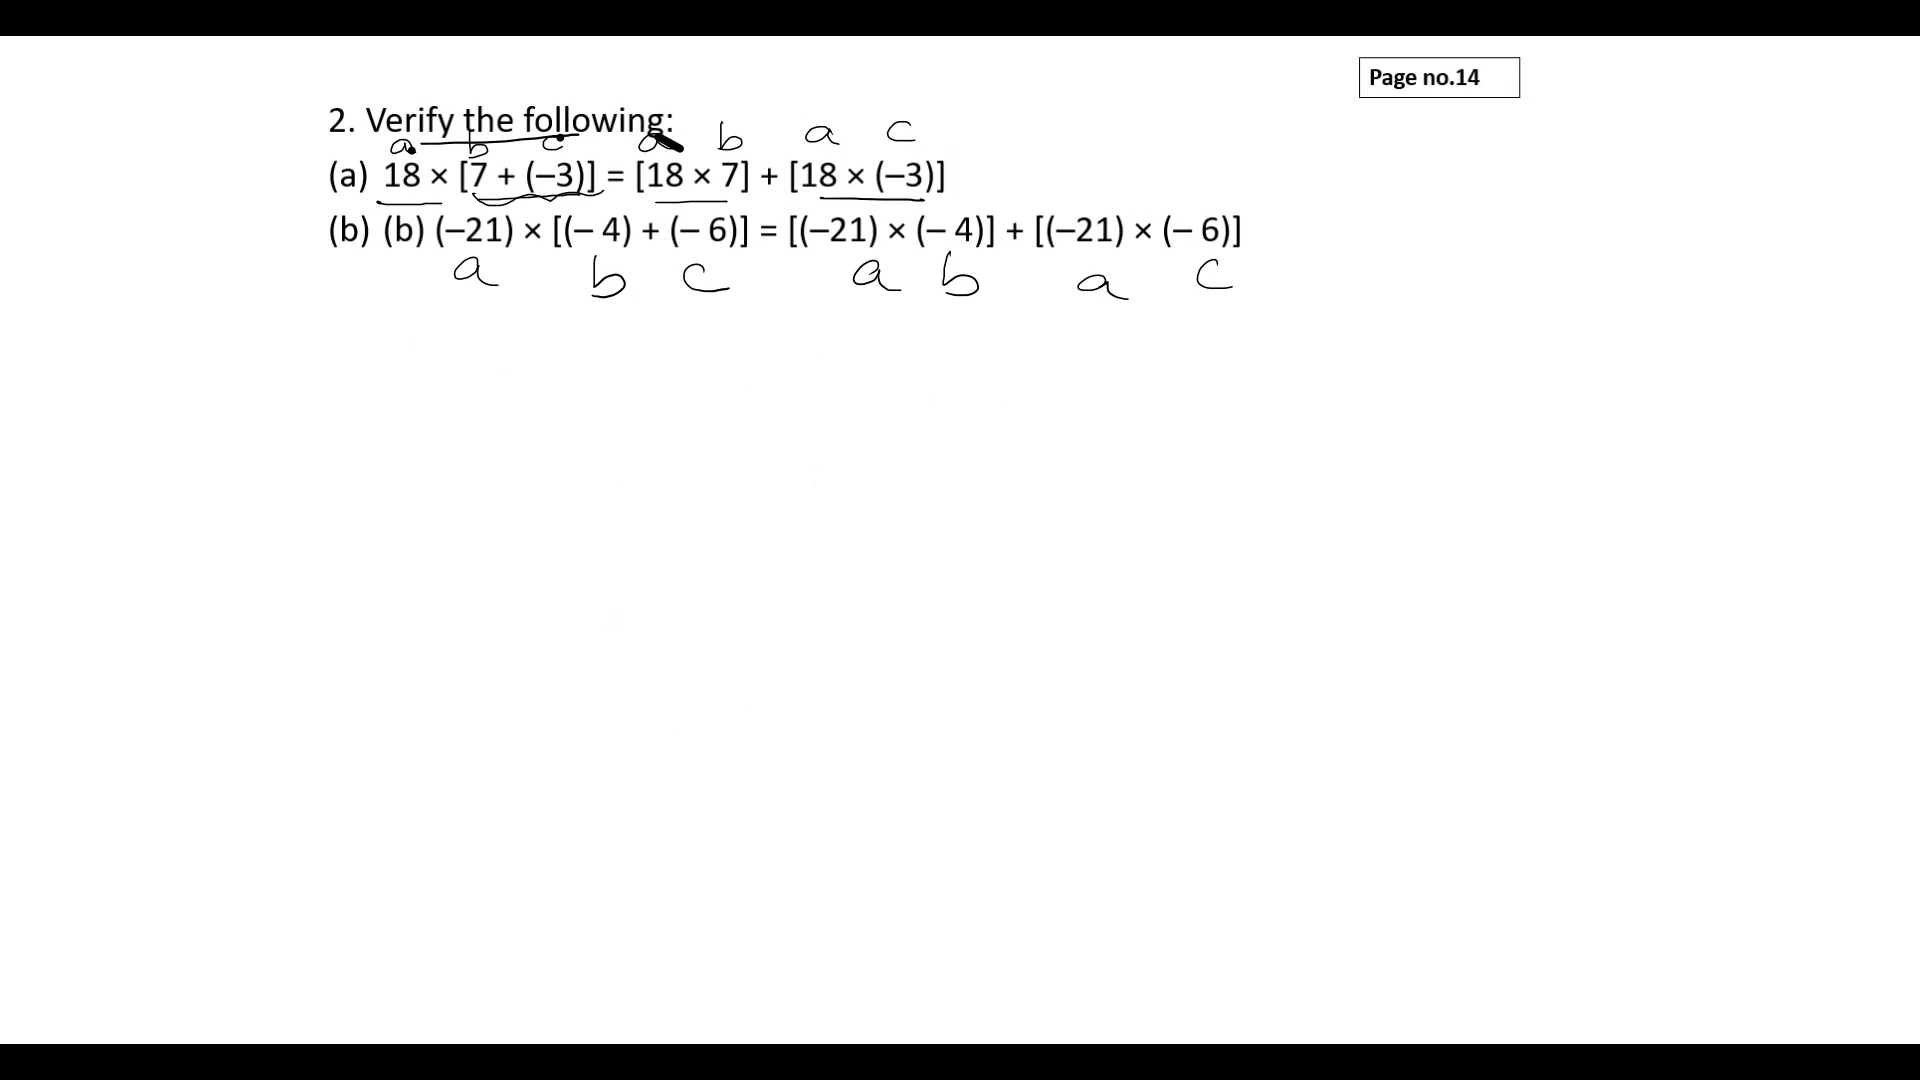 Page no.14
2. Verify the following:
a b c a b a c
(a) 18 × [7 + (–3)] = [18 × 7] + [18 × (–3)]
(b) (b) (–21) × [(– 4) + (– 6)] = [(–21) × (– 4)] + [(–21) × (– 6)]
a b c a b a c